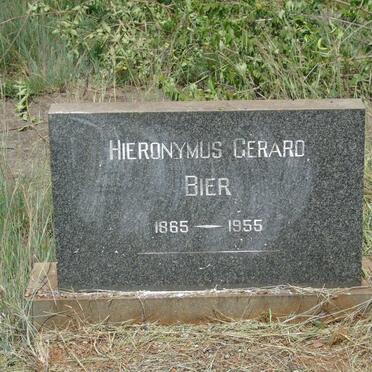 HIERONYMUS GERARD
BIER
1865 — 1955